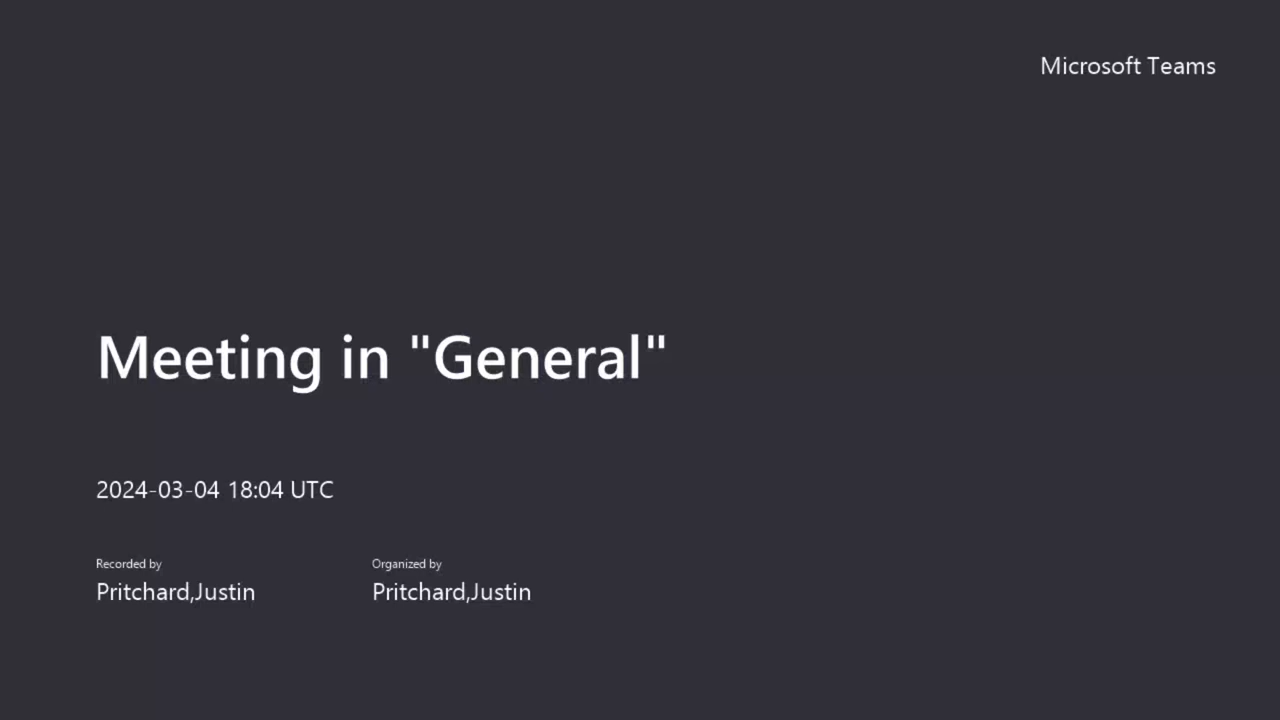 Microsoft Teams
Meeting in "General"
2024-03-04 18:04 UTC
Recorded by
Pritchard,Justin
Organized by
Pritchard,Justin